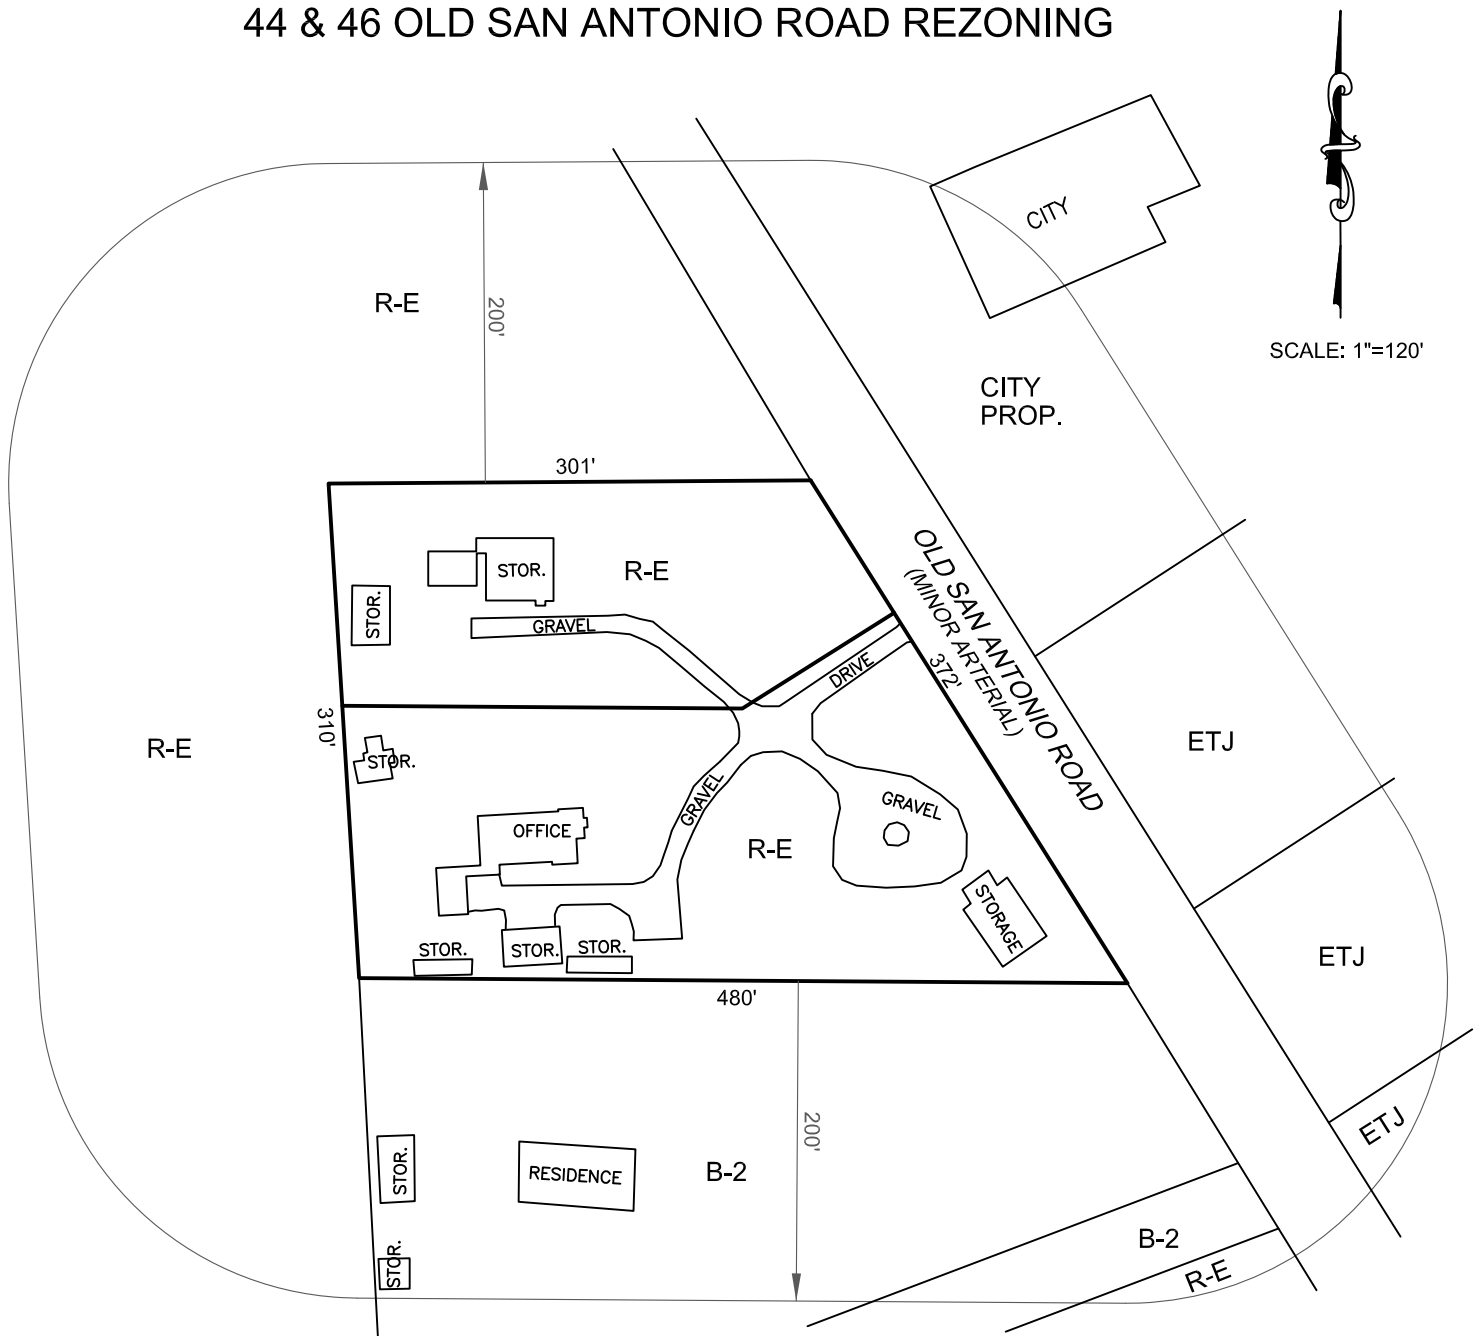 44 & 46 OLD SAN ANTONIO ROAD REZONING
CITY
R-E
200'
SCALE: 1"=120'
CITY
PROP.
301'
OLD SAN ANTONIO ROAD
(MINOR ARTERIAL)
372'
STOR.
R-E
STOR.
GRAVEL
DRIVE
310'
R-E
STOR.
ETJ
GRAVEL
GRAVEL
OFFICE
R-E
STORAGE
STOR.
STOR.
STOR.
ETJ
480'
200'
ETJ
STOR.
RESIDENCE
B-2
B-2
STOR.
R-E